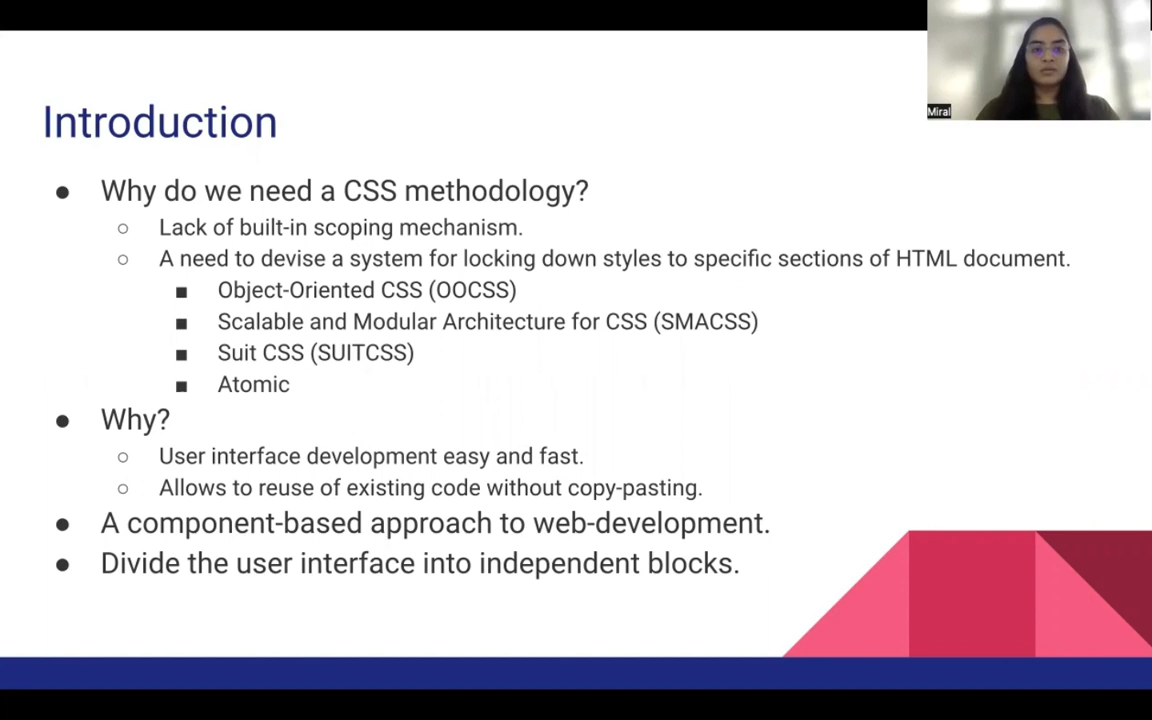 Miral
Introduction
● Why do we need a CSS methodology?
○ Lack of built-in scoping mechanism.
○ A need to devise a system for locking down styles to specific sections of HTML document.
■ Object-Oriented CSS (OOCSS)
■ Scalable and Modular Architecture for CSS (SMACSS)
■ Suit CSS (SUITCSS)
■ Atomic
● Why?
○ User interface development easy and fast.
○ Allows to reuse of existing code without copy-pasting.
● A component-based approach to web-development.
● Divide the user interface into independent blocks.